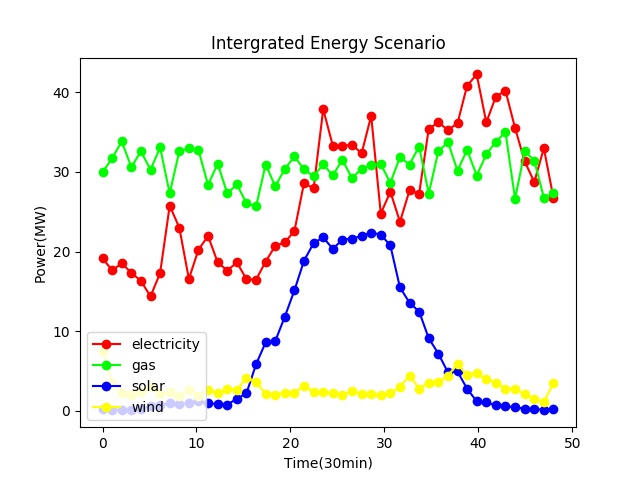 Intergrated Energy Scenario
Power(MW)
40
30
20
10
0
electricity
gas
solar
wind
0 10 20 30 40 50
Time(30min)